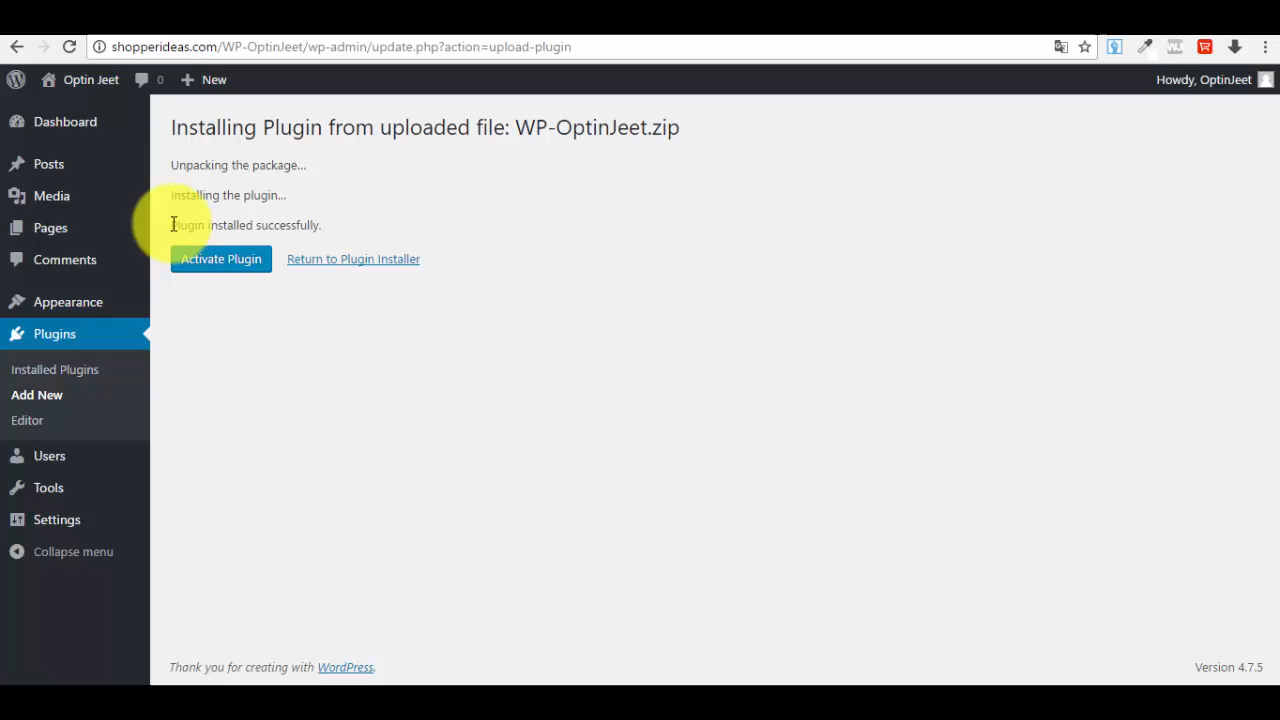 shopperideas.com/WP-OptinJeet/wp-admin/update.php?action=upload-plugin
Optin Jeet 0 New Howdy, OptinJeet
Dashboard
Posts
Media
Pages
Comments
Appearance
Plugins
Installed Plugins
Add New
Editor
Users
Tools
Settings
Collapse menu
Installing Plugin from uploaded file: WP-OptinJeet.zip
Unpacking the package...
Installing the plugin...
Plugin installed successfully.
Activate Plugin Return to Plugin Installer
Thank you for creating with WordPress. Version 4.7.5